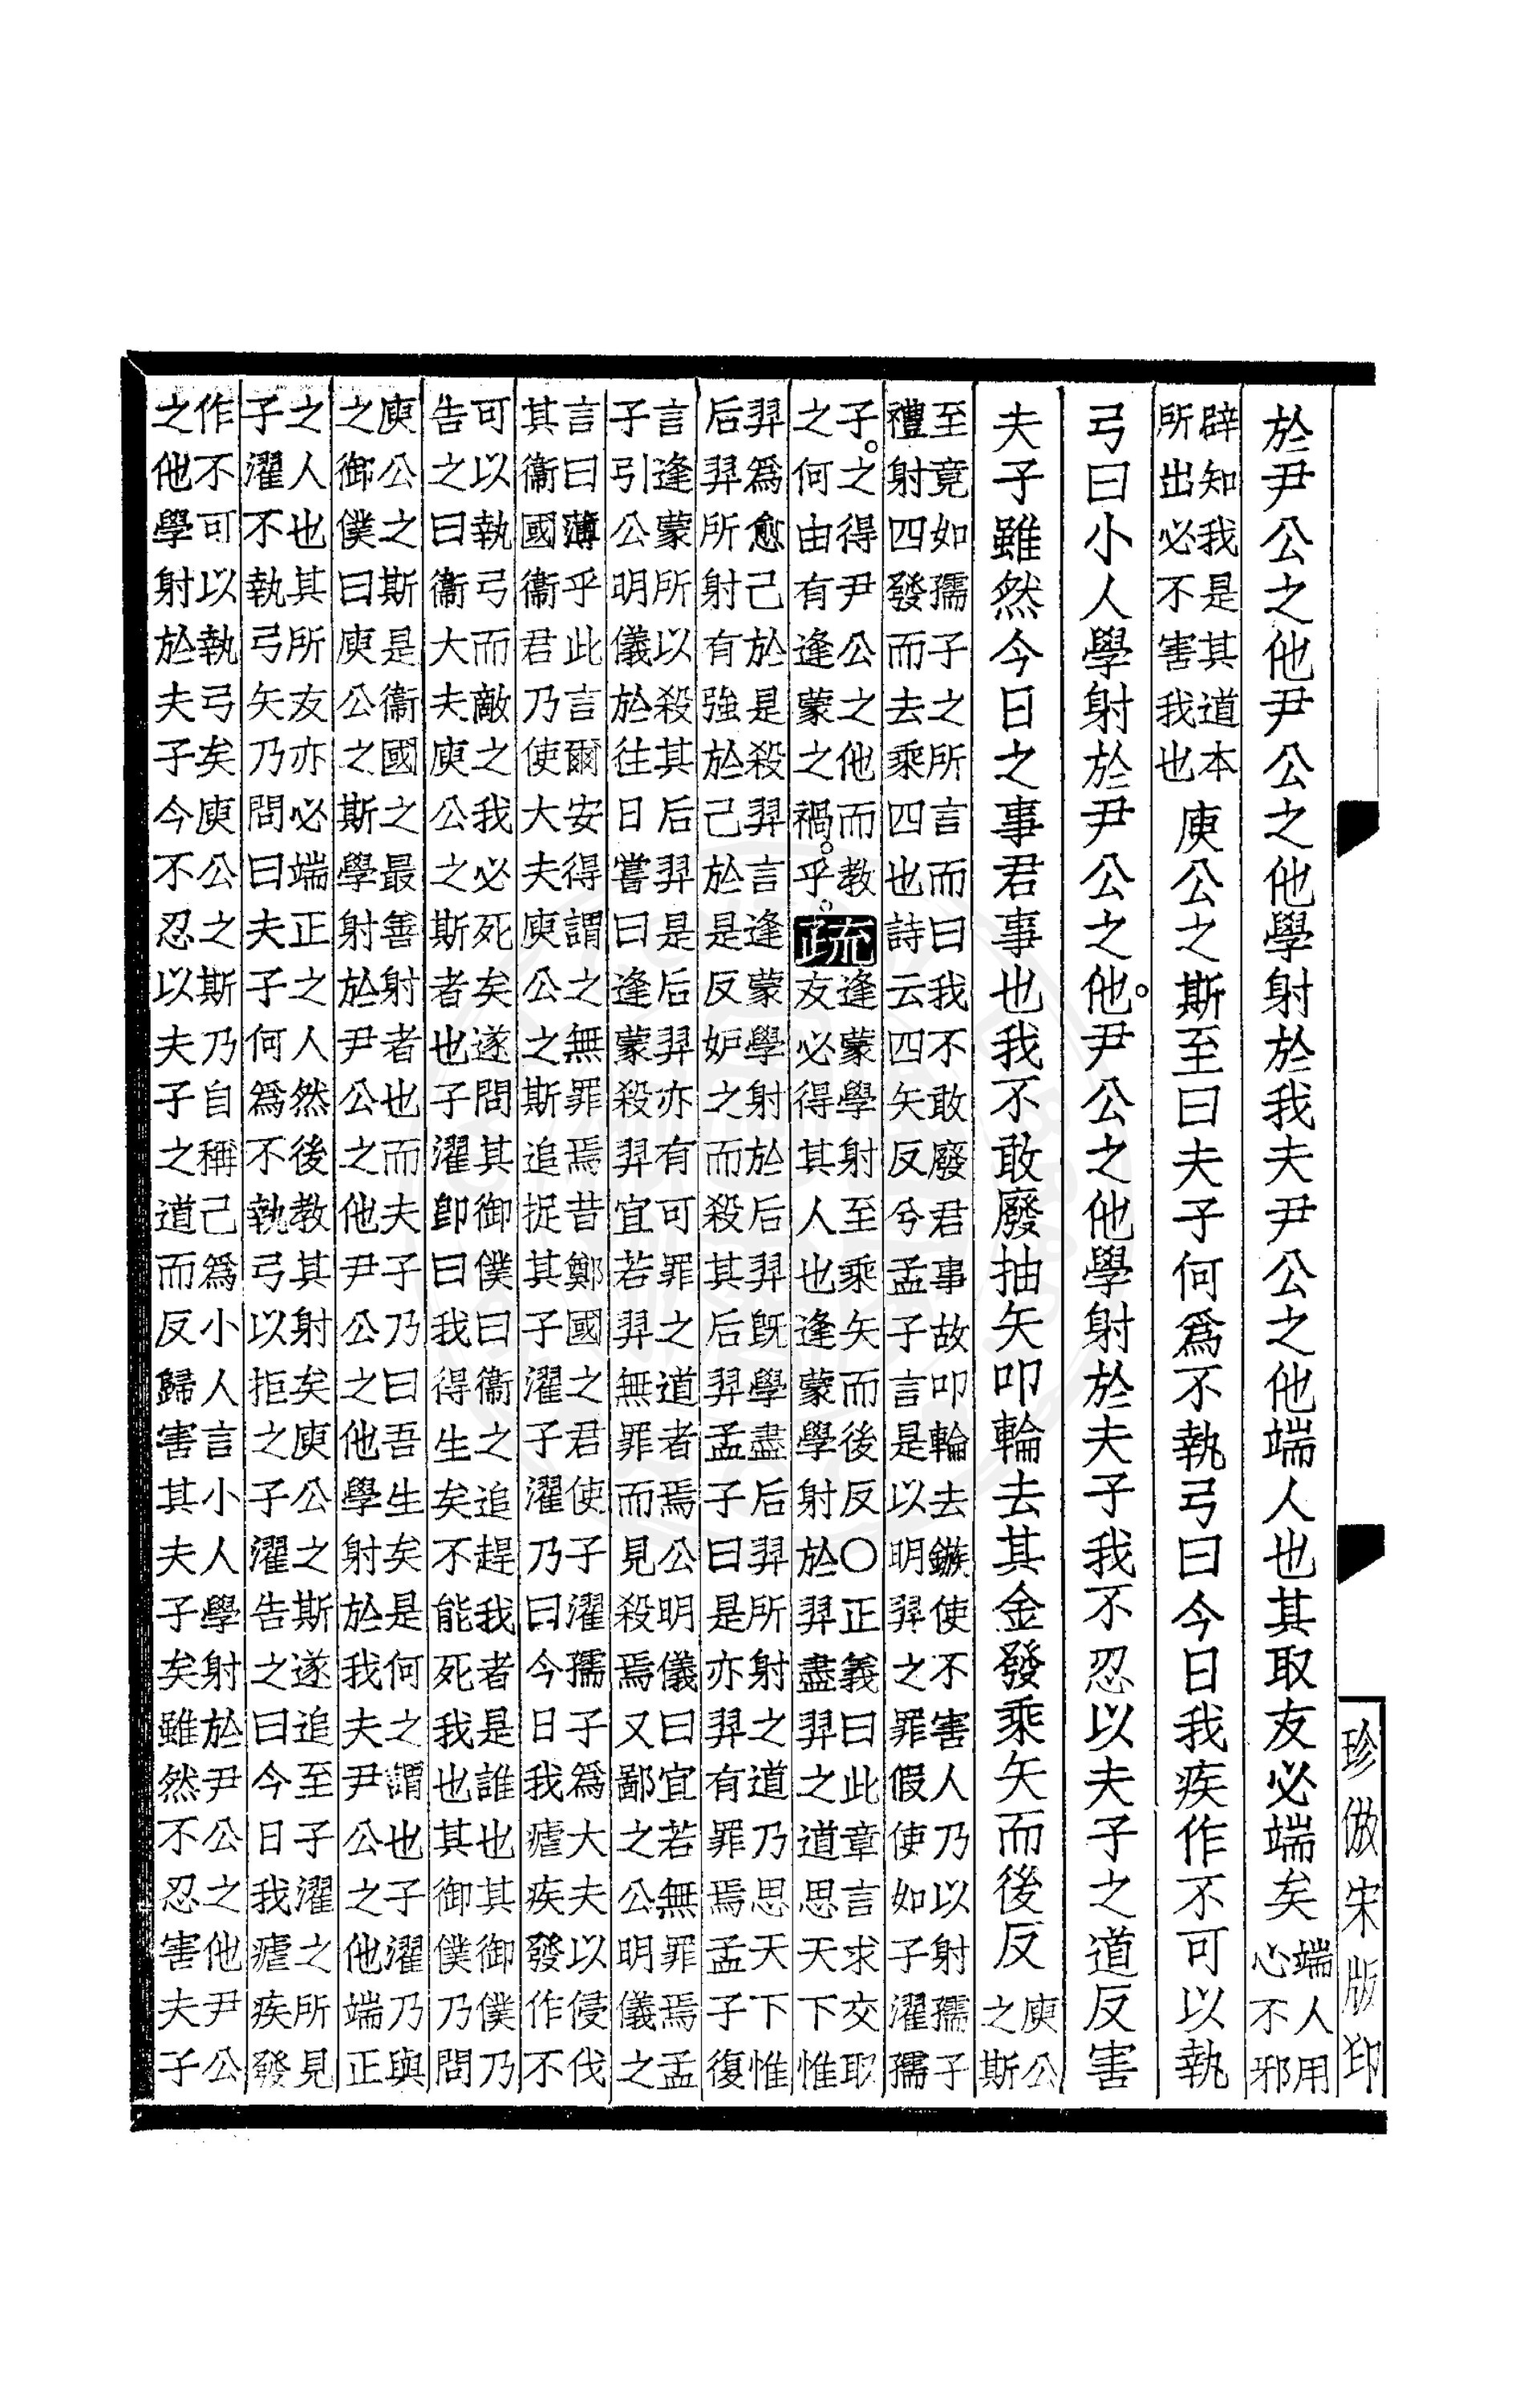 珍倣宋版印
於尹公之他尹公之他學射於我夫尹公之他端人也其取友必端矣端人用心不邪
辟知我是其道本所出必不害我也庾公之斯至曰夫子何爲不執弓曰今日我疾作不可以執
弓曰小人學射於尹公之他。尹公之他學射於夫子我不忍以夫子之道反害
夫子雖然今日之事君事也我不敢廢抽矢叩輪去其金發乘矢而後反庾公之斯
至竟如孺子之所言而曰我不敢廢君事故叩輪去鏃使不害人乃以射孺子
禮射四發而去乘四也詩云四矢反兮孟子言是以明羿之罪假使如子濯孺
子。之得尹公之他而教
之何由有逢蒙之禍。乎。
疏
逢蒙學射至乘矢而後反○正義曰此章言求交取
友必得其人也逢蒙學射於羿盡羿之道思天下惟
羿爲愈己於是殺羿言逢蒙學射於后羿既學盡后羿所射之道乃思天下惟
后羿所射有強於己於是反妒之而殺其后羿孟子曰是亦羿有罪焉孟子復
言逢蒙所以殺其后羿是后羿亦有可罪之道者焉公明儀曰宜若無罪焉孟
子引公明儀於往日嘗曰逢蒙殺羿宜若羿無罪而見殺焉又鄙之公明儀之
言曰薄乎此言爾安得謂之無罪焉昔鄭國之君使子濯孺子爲大夫以侵伐
其衞國衞君乃使大夫庾公之斯追捉其子濯子濯乃曰今日我瘧疾發作不
可以執弓而敵之我必死矣遂問其御僕曰衞之追趕我者是誰也其御僕乃
告之曰衞大夫庾公之斯者也子濯卽曰我得生矣不能死我也其御僕乃問
庾公之斯是衞國之最善射者也而夫子乃曰吾生矣是何之謂也子濯乃與
之御僕曰庾公之斯學射於尹公之他尹公之他學射於我夫尹公之他端正
之人也其所友亦必端正之人然後教其射矣庾公之斯遂追至子濯之所見
子濯不執弓矢乃問曰夫子何爲不執弓以拒之子濯告之曰今日我瘧疾發
作不可以執弓矢庾公之斯乃自稱己爲小人言小人學射於尹公之他尹公
之他學射於夫子今不忍以夫子之道而反歸害其夫子矣雖然不忍害夫子